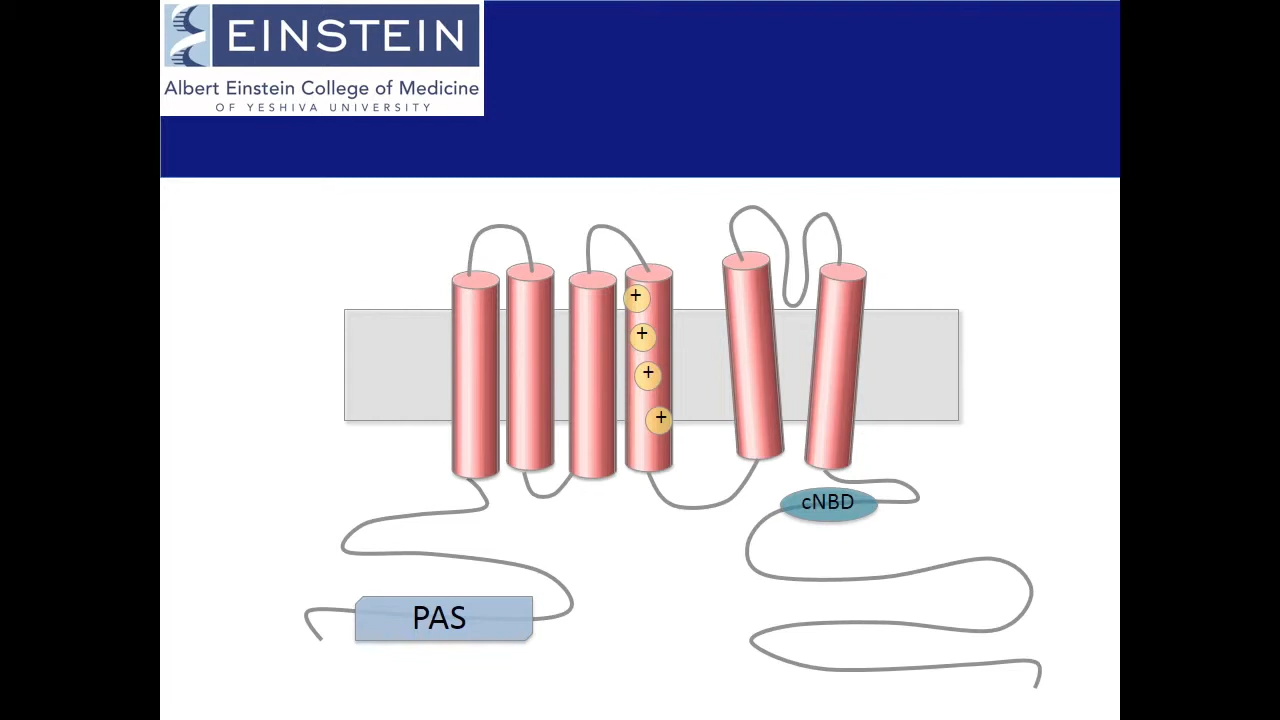 EINSTEIN
Albert Einstein College of Medicine
OF YESHIVA UNIVERSITY
+
+
+
+
cNBD
PAS